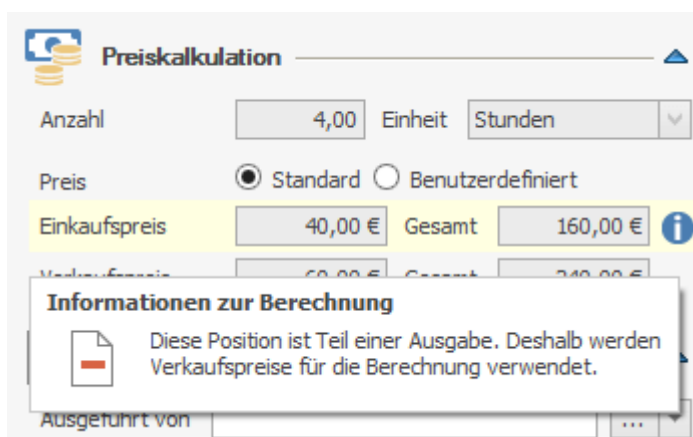 Preiskalkulation
Anzahl 4,00 Einheit Stunden
Preis Standard Benutzerdefiniert
Einkaufspreis 40,00 € Gesamt 160,00 €
Informationen zur Berechnung
Diese Position ist Teil einer Ausgabe. Deshalb werden
Verkaufspreise für die Berechnung verwendet.
Ausgeführt von ...